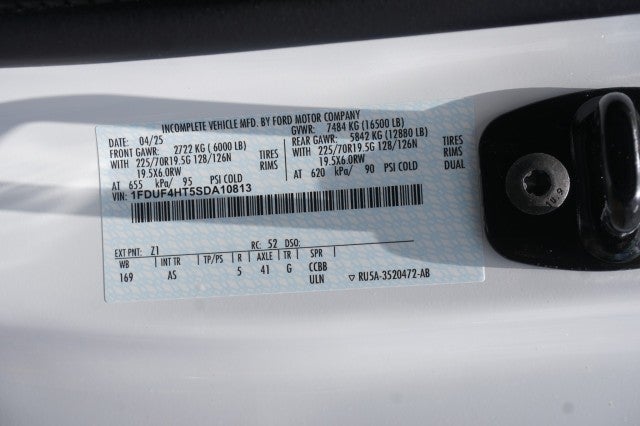 INCOMPLETE VEHICLE MFD. BY FORD MOTOR COMPANY
DATE: 04/25 GVWR: 7484 KG (16500 LB)
FRONT GAWR: 2722 KG (6000 LB) REAR GAWR: 5842 KG (12880 LB)
WITH 225/70R19.5G 128/126N TIRES WITH 225/70R19.5G 128/126N TIRES
19.5X6.0RW RIMS 19.5X6.0RW RIMS
AT 655 kPa/ 95 PSI COLD AT 620 kPa/ 90 PSI COLD DUAL
VIN: 1FDUF4HT5SDA10813
EXT PNT: Z1 RC: 52 DSO:
WB INT TR TP/PS R AXLE TR SPR
169 AS 5 41 G CCBB
ULN RU5A-3520472-AB
10.9